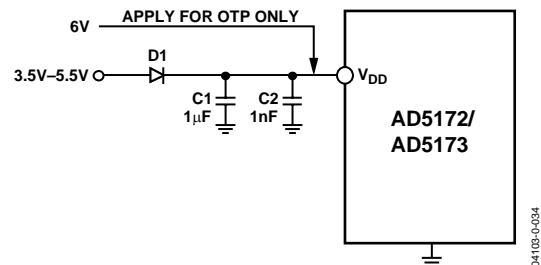 APPLY FOR OTP ONLY
6V
D1
3.5V–5.5V
VDD
C1
1μF
C2
1nF
AD5172/
AD5173
04103-0-034